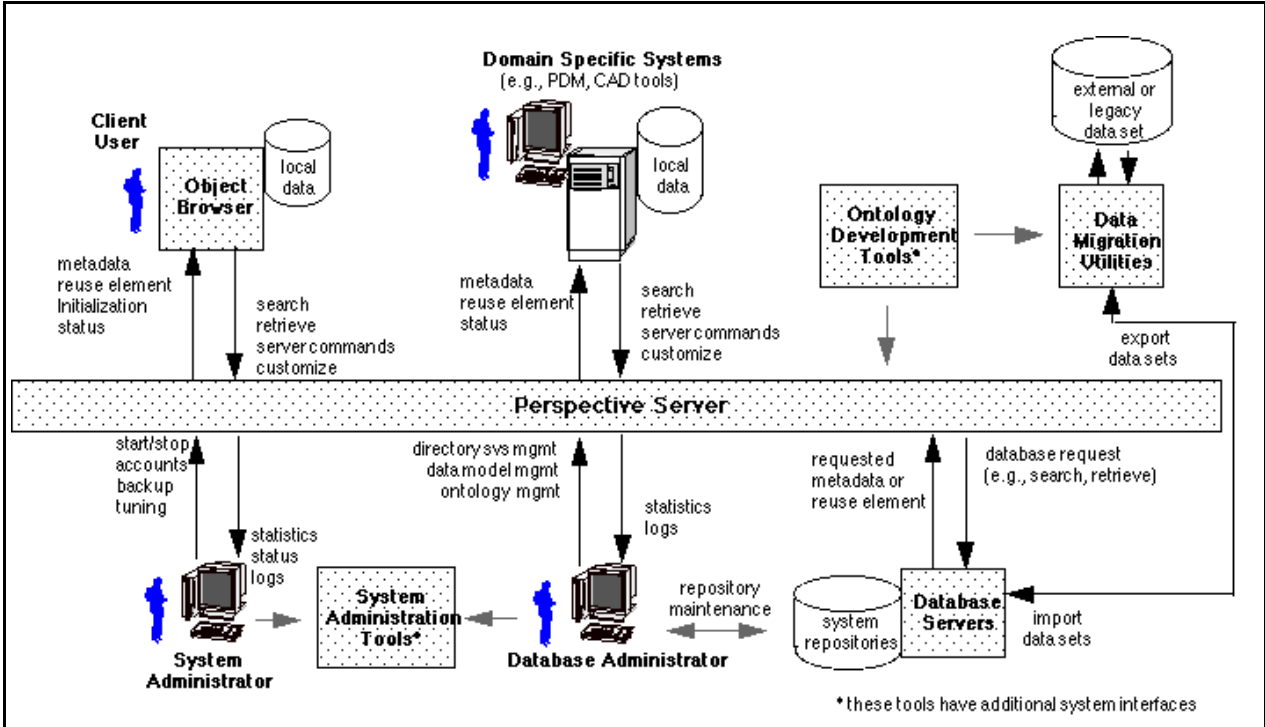 Domain Specific Systems
(e.g., PDM, CAD tools)
Client
User
Object
Browser
local
data
local
data
external or
legacy
data set
Ontology
Development
Tools*
Data
Migration
Utilities
metadata
reuse element
Initialization
status
search
retrieve
server commands
customize
metadata
reuse element
status
search
retrieve
server commands
customize
export
data sets
Perspective Server
start/stop
accounts
backup
tuning
statistics
status
logs
directory svs mgmt
data model mgmt
ontology mgmt
statistics
logs
requested
metadata or
reuse element
database request
(e.g., search, retrieve)
System
Administrator
System
Administration
Tools*
Database Administrator
repository
maintenance
system
repositories
Database
Servers
import
data sets
* these tools have additional system interfaces